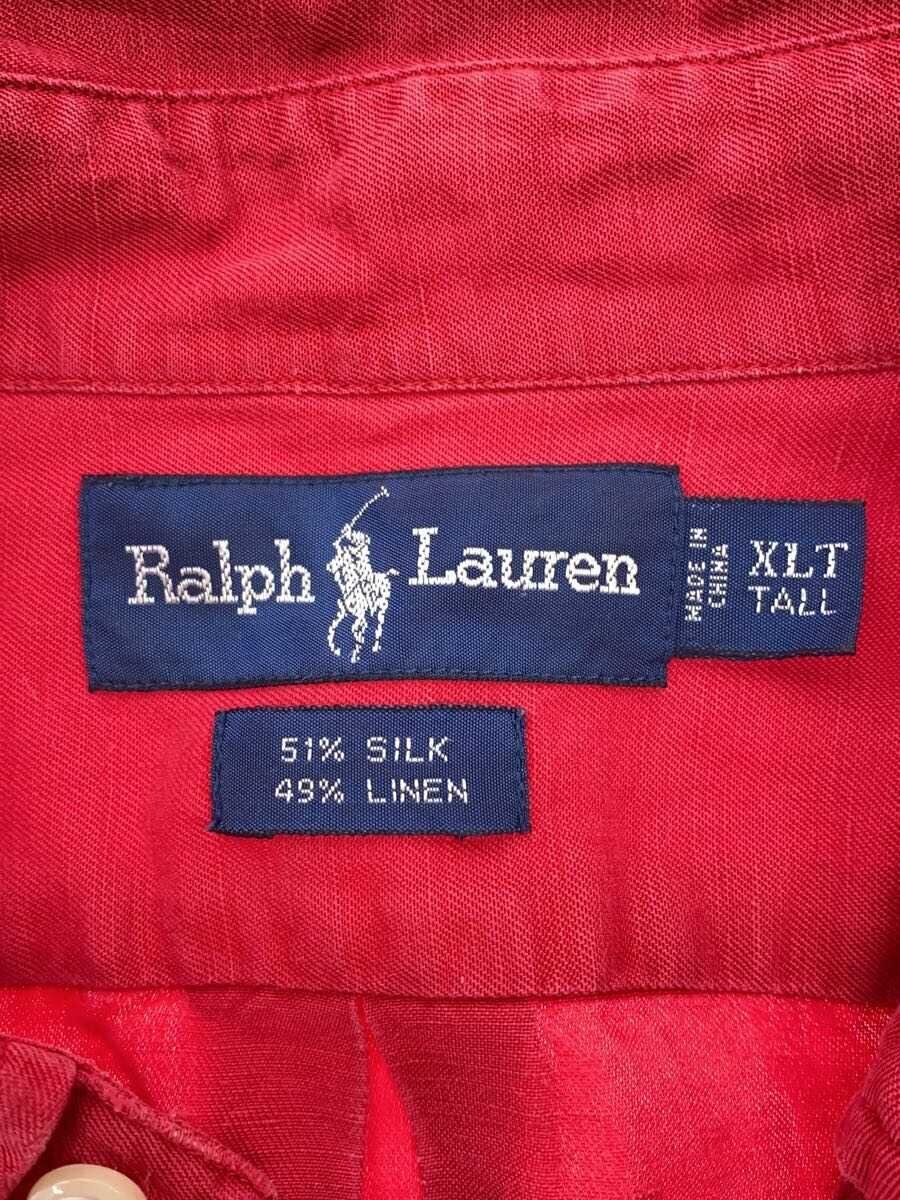 Ralph Lauren
MADE IN
CHINA
XLT
TALL
51% SILK
49% LINEN